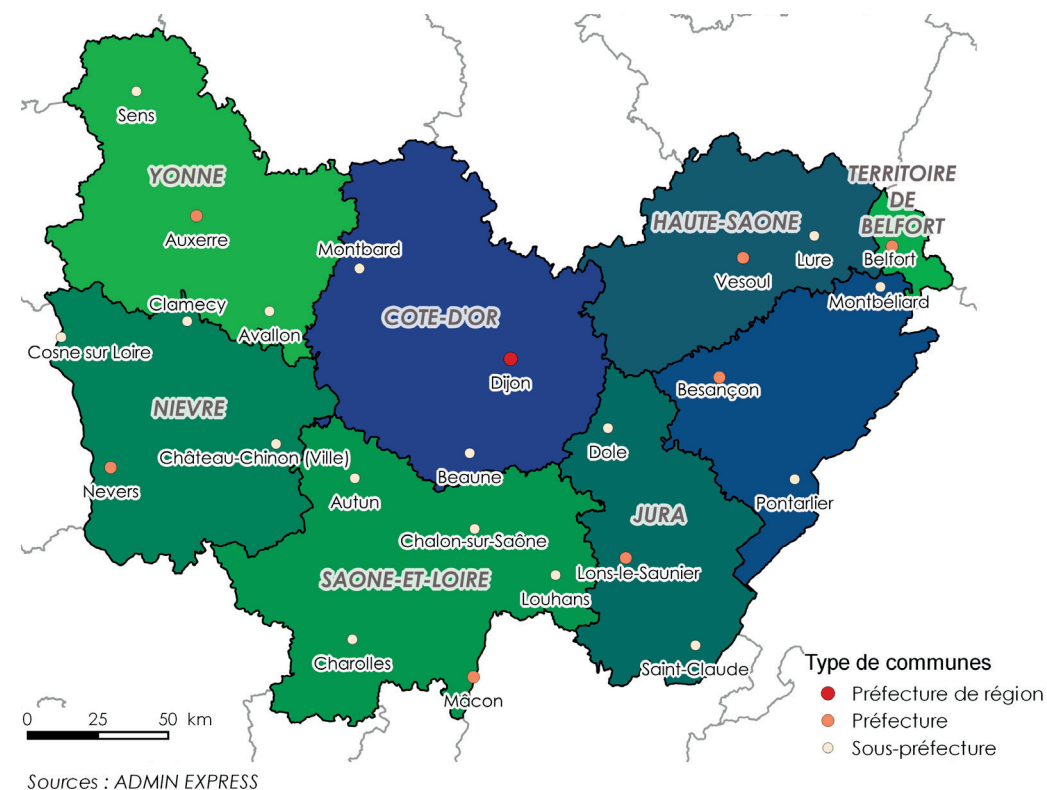 Sens
YONNE
Auxerre
TERRITOIRE
DE
BELFORT
HAUTE-SAONE
Lure
Belfort
Vesoul
Montbard
Montbéliard
Clamecy
Avallon
COTE-D'OR
Cosne sur Loire
Dijon
Besançon
NIEVRE
Dole
Château-Chinon (Ville)
Beaune
Nevers
Autun
Pontarlier
JURA
Chalon-sur-Saône
SAONE-ET-LOIRE
Lons-le-Saunier
Louhans
Charolles
Saint-Claude
Mâcon
Type de communes
Préfecture de région
Préfecture
Sous-préfecture
0 25 50 km
Sources : ADMIN EXPRESS